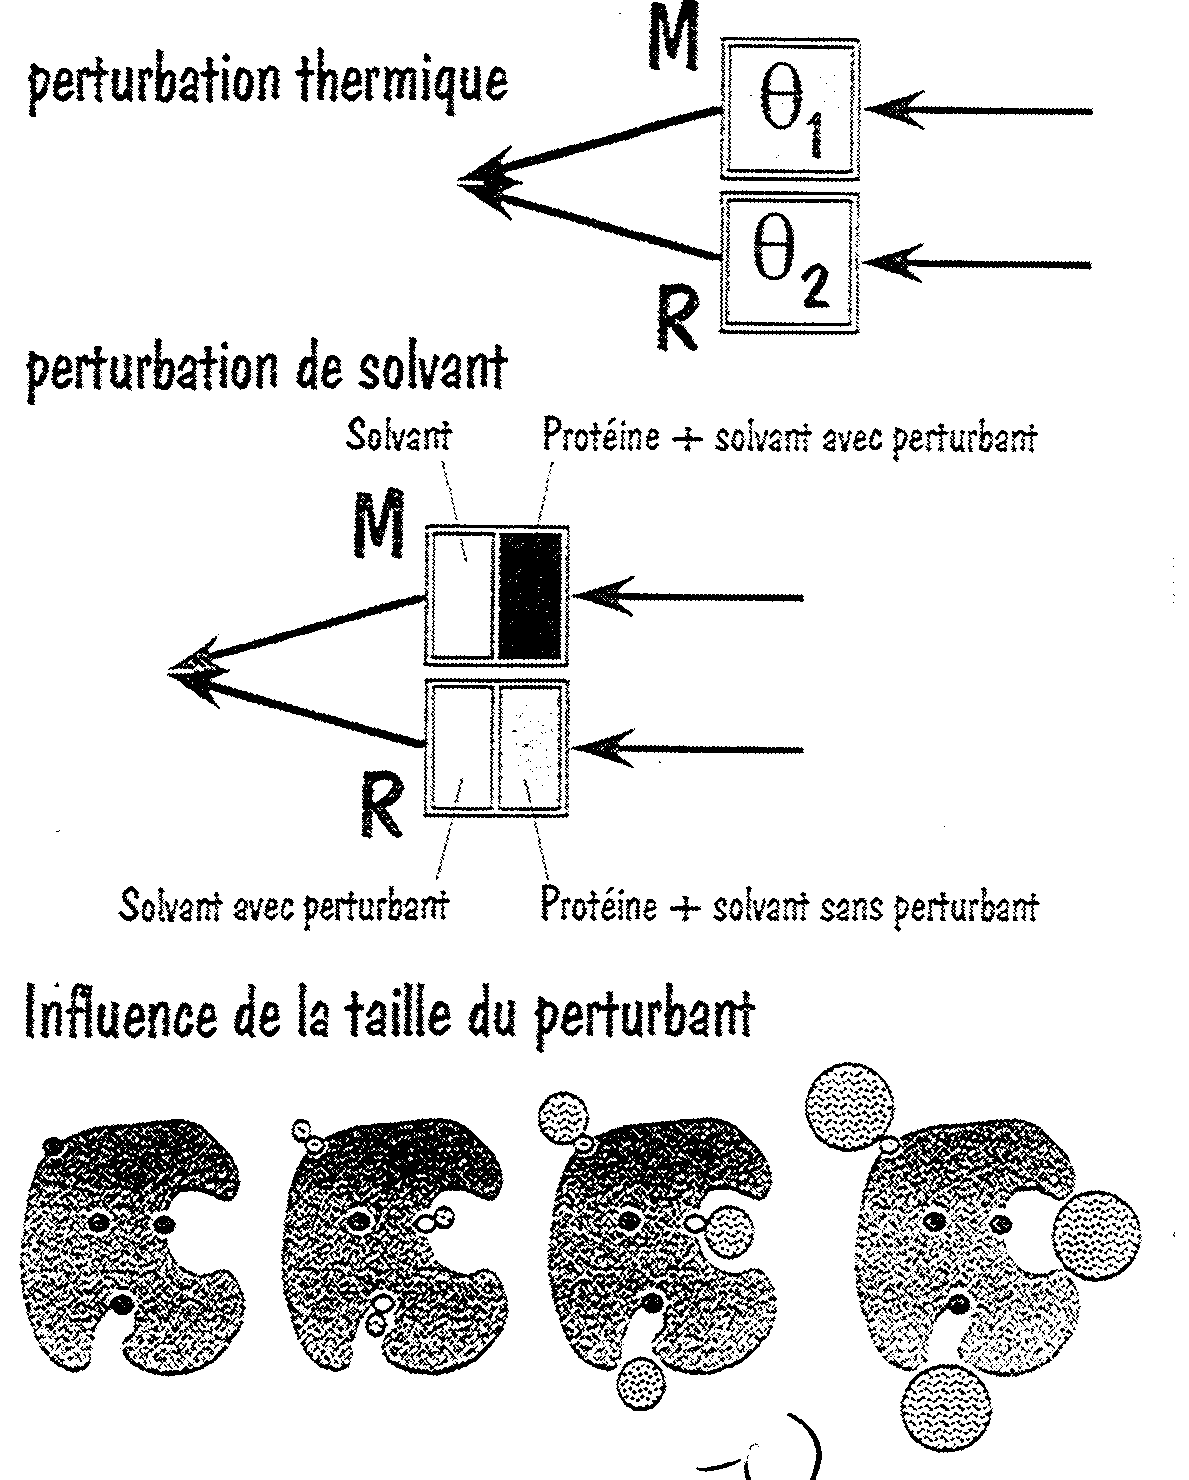 M
perturbation thermique
θ1
θ2
R
perturbation de solvant
Solvant
Protéine + solvant avec perturbant
M
R
Solvant avec perturbant
Protéine + solvant sans perturbant
Influence de la taille du perturbant